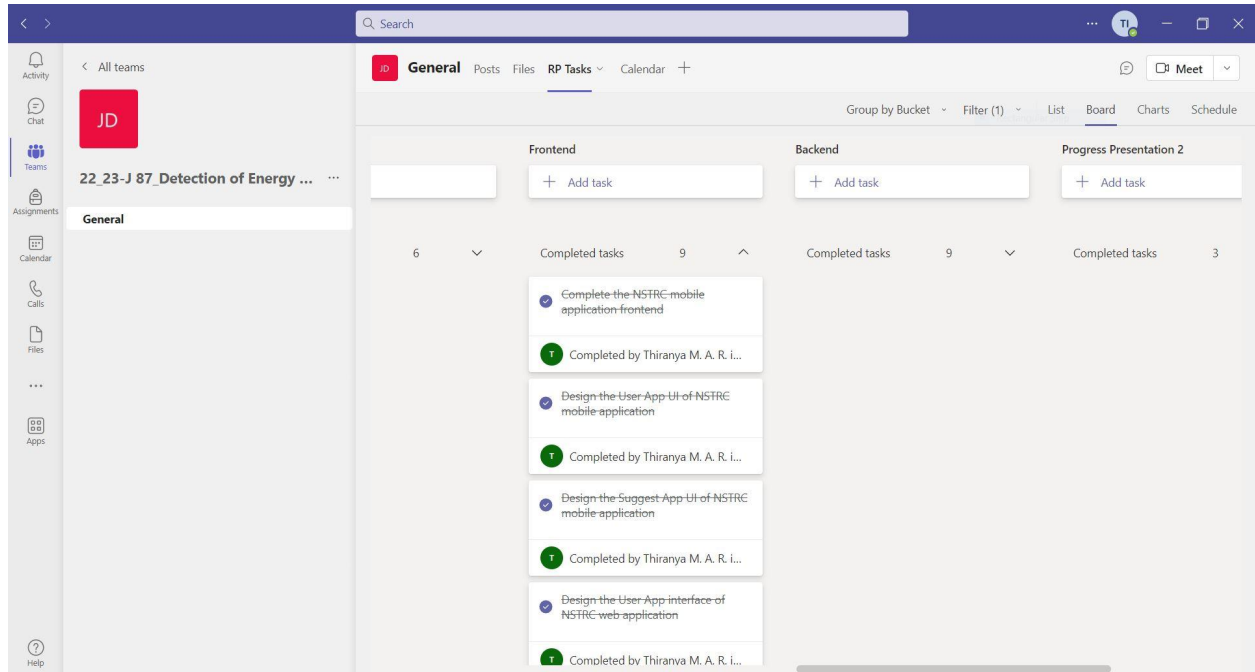 Search
...
TI
Activity
Chat
Teams
Assignments
Calendar
Calls
Files
...
Apps
Help
All teams
JD
22_23-J 87_Detection of Energy ... ...
General
JD General Posts Files RP Tasks Calendar
Meet
Group by Bucket Filter (1) List Board Charts Schedule
6
Frontend
+ Add task
Completed tasks 9
Complete the NSTRC mobile
application frontend
T Completed by Thiranya M. A. R. i...
Design the User App UI of NSTRC
mobile application
T Completed by Thiranya M. A. R. i...
Design the Suggest App UI of NSTRC
mobile application
T Completed by Thiranya M. A. R. i...
Design the User App interface of
NSTRC web application
T Completed by Thiranya M. A. R. i...
Backend
+ Add task
Completed tasks 9
Progress Presentation 2
+ Add task
Completed tasks 3